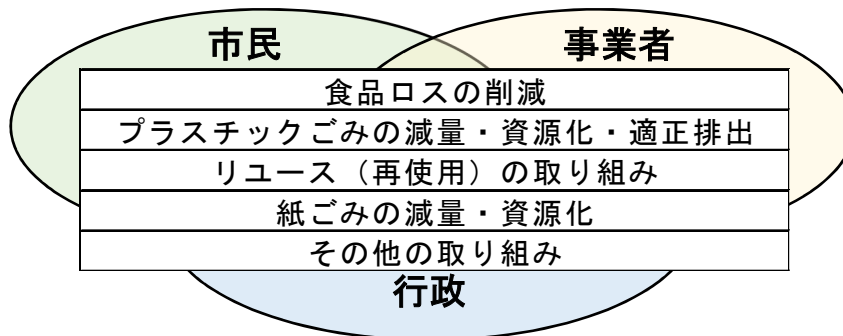 市民
事業者
食品ロスの削減
プラスチックごみの減量・資源化・適正排出
リユース（再使用）の取り組み
紙ごみの減量・資源化
その他の取り組み
行政